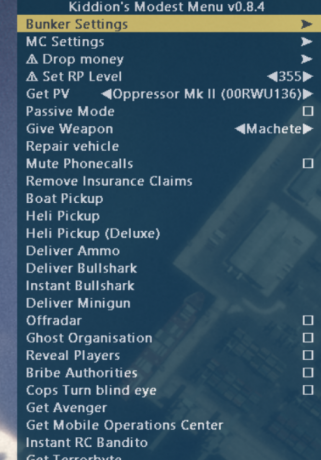 Kiddion's Modest Menu v0.8.4
Bunker Settings
MC Settings
⚠ Drop money
⚠ Set RP Level ◀355▶
Get PV ◀Oppressor Mk II (00RWU136)▶
Passive Mode
Give Weapon ◀Machete▶
Repair vehicle
Mute Phonecalls
Remove Insurance Claims
Boat Pickup
Heli Pickup
Heli Pickup (Deluxe)
Deliver Ammo
Deliver Bullshark
Instant Bullshark
Deliver Minigun
Offradar
Ghost Organisation
Reveal Players
Bribe Authorities
Cops Turn blind eye
Get Avenger
Get Mobile Operations Center
Instant RC Bandito
Get Terrorbyte